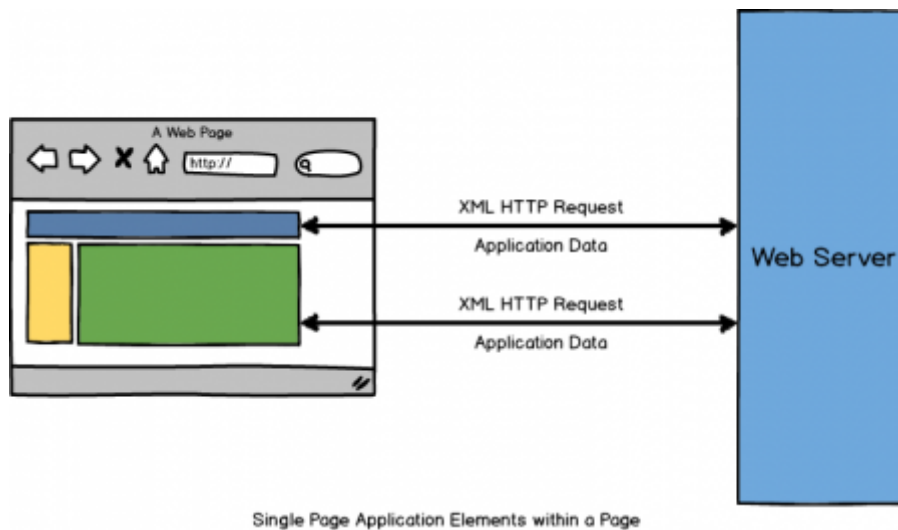 A Web Page
http://
XML HTTP Request
Application Data
XML HTTP Request
Application Data
Web Server
Single Page Application Elements within a Page